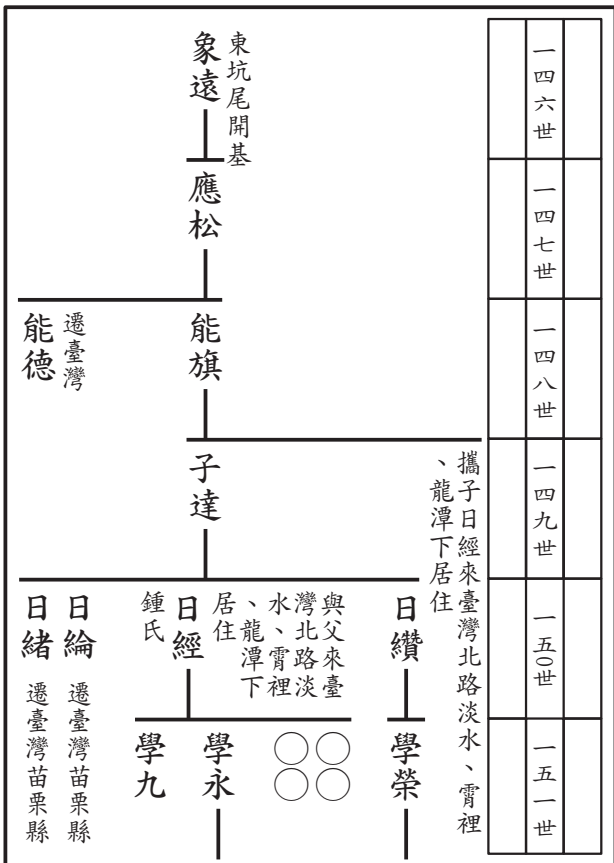 一四六世
一四七世
一四八世
一四九世
一五〇世
一五一世
東坑尾開基
象遠
應松
能旗
遷臺灣
能德
攜子日經來臺灣北路淡水、霄裡
、龍潭下居住
子達
日纘
與父來臺
灣北路淡
水、霄裡
、龍潭下
居住
日經
鍾氏
日綸 遷臺灣苗栗縣
日緒 遷臺灣苗栗縣
學榮
○○
○○
學永
學九